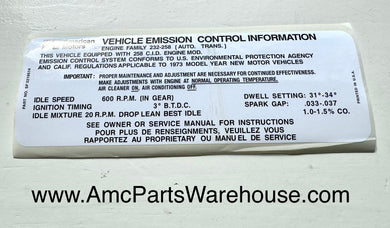 American Motors VEHICLE EMISSION CONTROL INFORMATION
ENGINE FAMILY 232-258 [AUTO. TRANS.]
THIS VEHICLE EQUIPPED WITH 258 C.I.D. ENGINE MOD.
EMISSION CONTROL SYSTEM CONFORMS TO U.S. ENVIRONMENTAL PROTECTION AGENCY
AND CALIF. REGULATIONS APPLICABLE TO 1973 MODEL YEAR NEW MOTOR VEHICLES
IMPORTANT: PROPER MAINTENANCE AND ADJUSTMENT ARE NECESSARY FOR CONTINUED EFFECTIVENESS.
MAKE ADJUSTMENTS WITH ENGINE AT NORMAL OPERATING TEMPERATURE,
AIR CLEANER ON, AIR CONDITIONING OFF.
IDLE SPEED 600 R.P.M. (IN GEAR) DWELL SETTING: 31°-34°
IGNITION TIMING 3° B.T.D.C. SPARK GAP: .033-.037
IDLE MIXTURE 20 R.P.M. DROP LEAN BEST IDLE 1.0-1.5% CO.
SEE OWNER OR SERVICE MANUAL FOR INSTRUCTIONS
POUR PLUS DE RENSEIGNEMENTS, VEUILLEZ VOUS
RAPPORTEZ AU PROPRIETARY OU MANUEL DE SERVICE
PART NO.
PRINTED IN U.S.A.
www.AmcPartsWarehouse.com